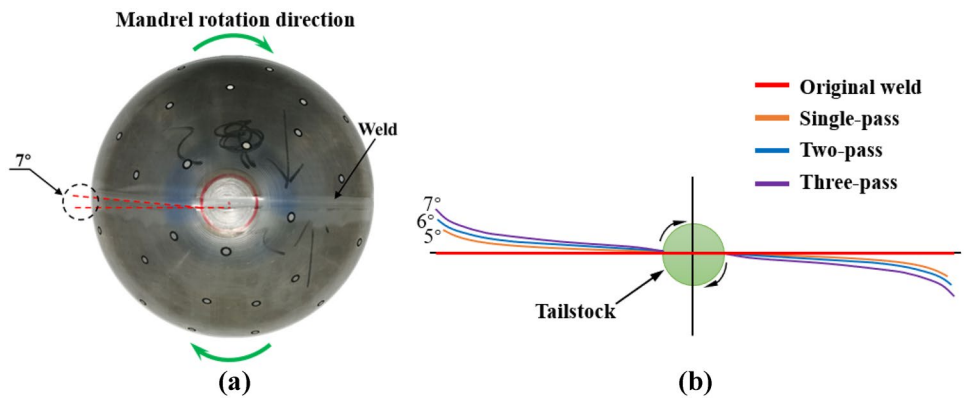 Mandrel rotation direction
Weld
7°
Original weld
Single-pass
Two-pass
Three-pass
7°
6°
5°
Tailstock
(a)
(b)